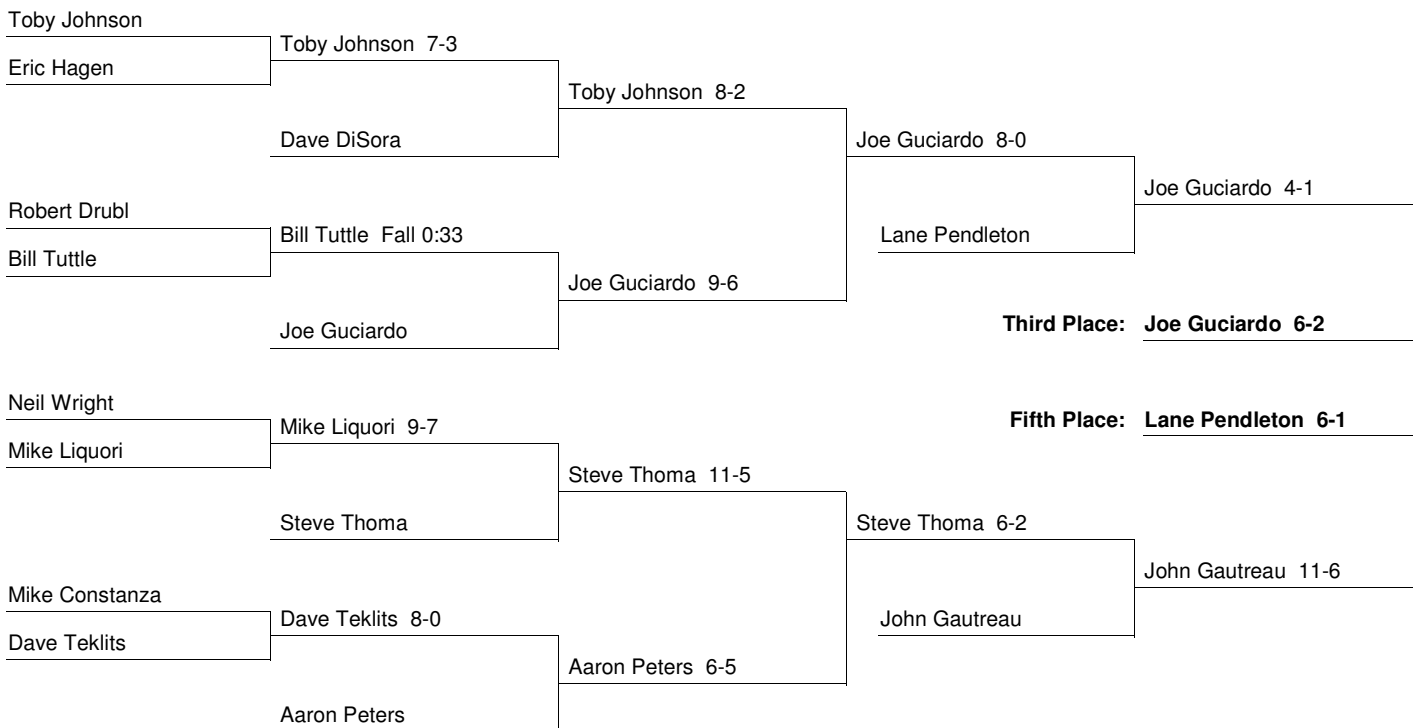 Toby Johnson
Toby Johnson 7-3
Eric Hagen
Toby Johnson 8-2
Dave DiSora
Joe Guciardo 8-0
Joe Guciardo 4-1
Robert Drubl
Bill Tuttle Fall 0:33
Lane Pendleton
Bill Tuttle
Joe Guciardo 9-6
Joe Guciardo
Third Place: Joe Guciardo 6-2
Neil Wright
Mike Liquori 9-7
Fifth Place: Lane Pendleton 6-1
Mike Liquori
Steve Thoma 11-5
Steve Thoma
Steve Thoma 6-2
John Gautreau 11-6
Mike Constanza
Dave Teklits 8-0
John Gautreau
Dave Teklits
Aaron Peters 6-5
Aaron Peters